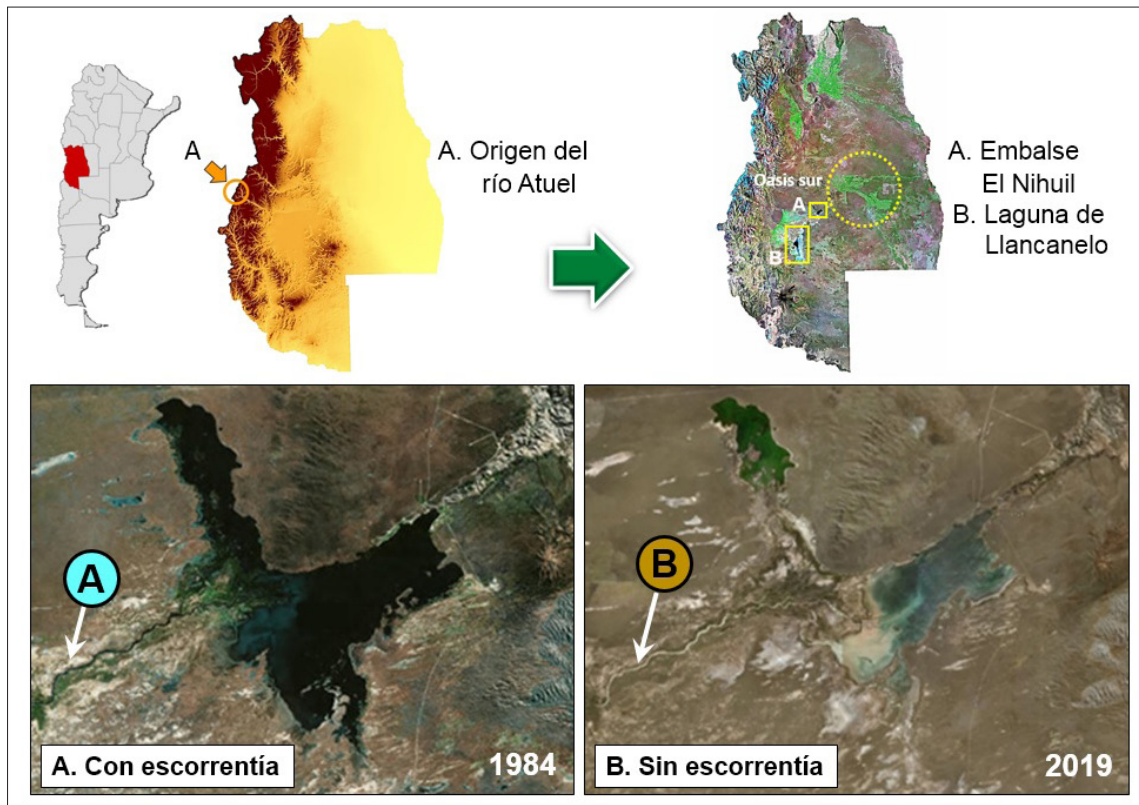 A
A. Origen del
río Atuel
Oasis sur
A
B
A. Embalse
El Nihuil
B. Laguna de
Llancanelo
A
A. Con escorrentía
1984
B
B. Sin escorrentía
2019